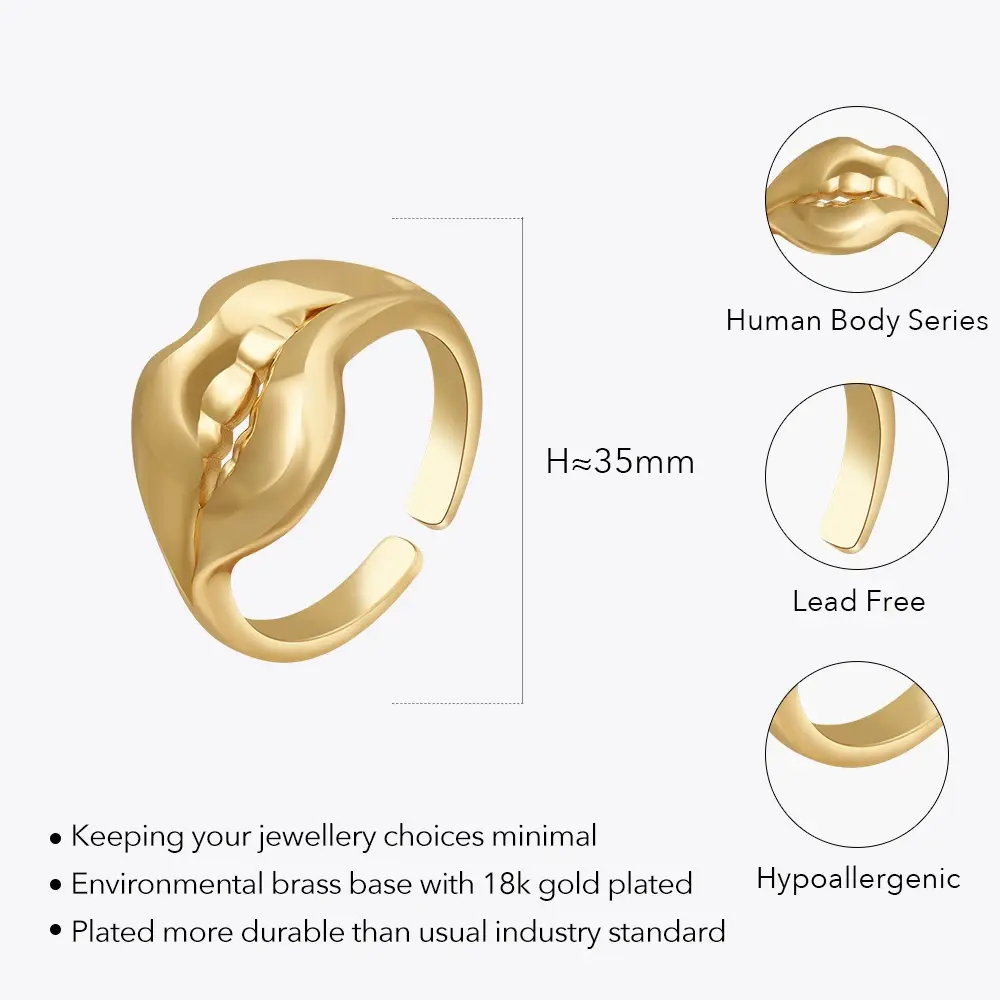 Human Body Series
H≈35mm
Lead Free
Hypoallergenic
• Keeping your jewellery choices minimal
• Environmental brass base with 18k gold plated
• Plated more durable than usual industry standard